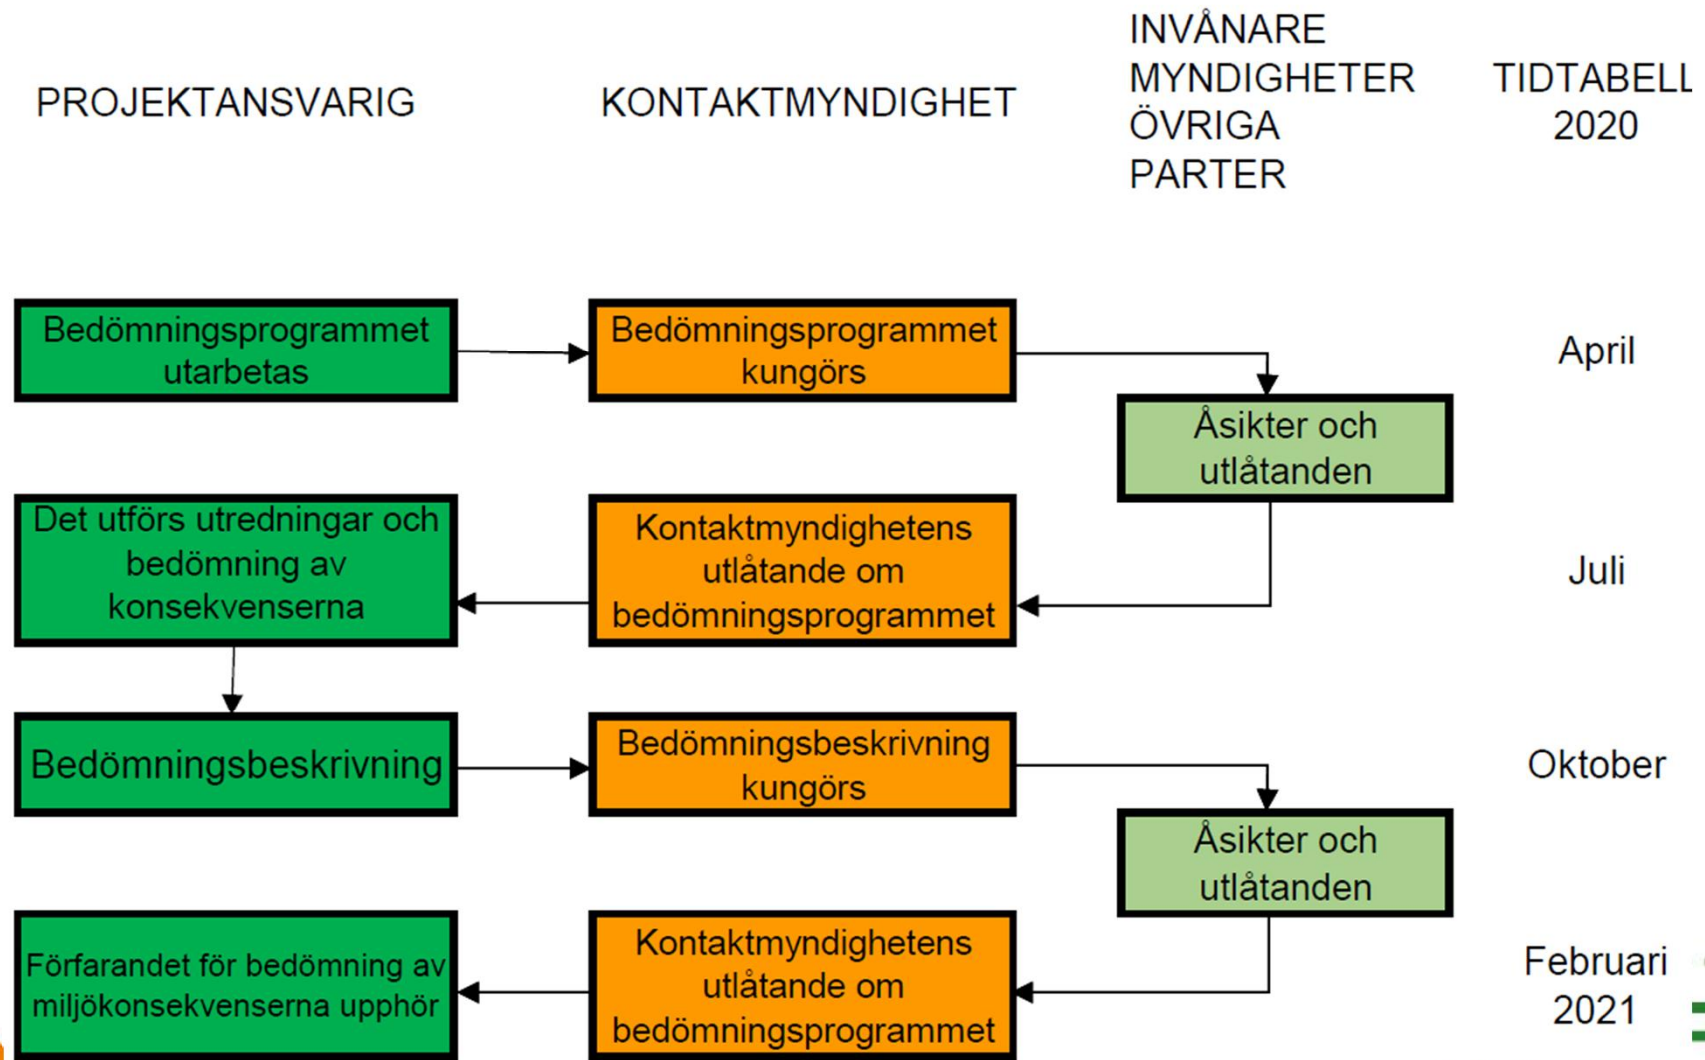 PROJEKTANSVARIG
KONTAKTMYNDIGHET
INVÅNARE
MYNDIGHETER
ÖVRIGA
PARTER
TIDTABELL
2020
Bedömningsprogrammet
utarbetas
Bedömningsprogrammet
kungörs
April
Åsikter och
utlåtanden
Det utförs utredningar och
bedömning av
konsekvenserna
Kontaktmyndighetens
utlåtande om
bedömningsprogrammet
Juli
Bedömningsbeskrivning
Bedömningsbeskrivning
kungörs
Oktober
Åsikter och
utlåtanden
Förfarandet för bedömning av
miljökonsekvenserna upphör
Kontaktmyndighetens
utlåtande om
bedömningsprogrammet
Februari
2021